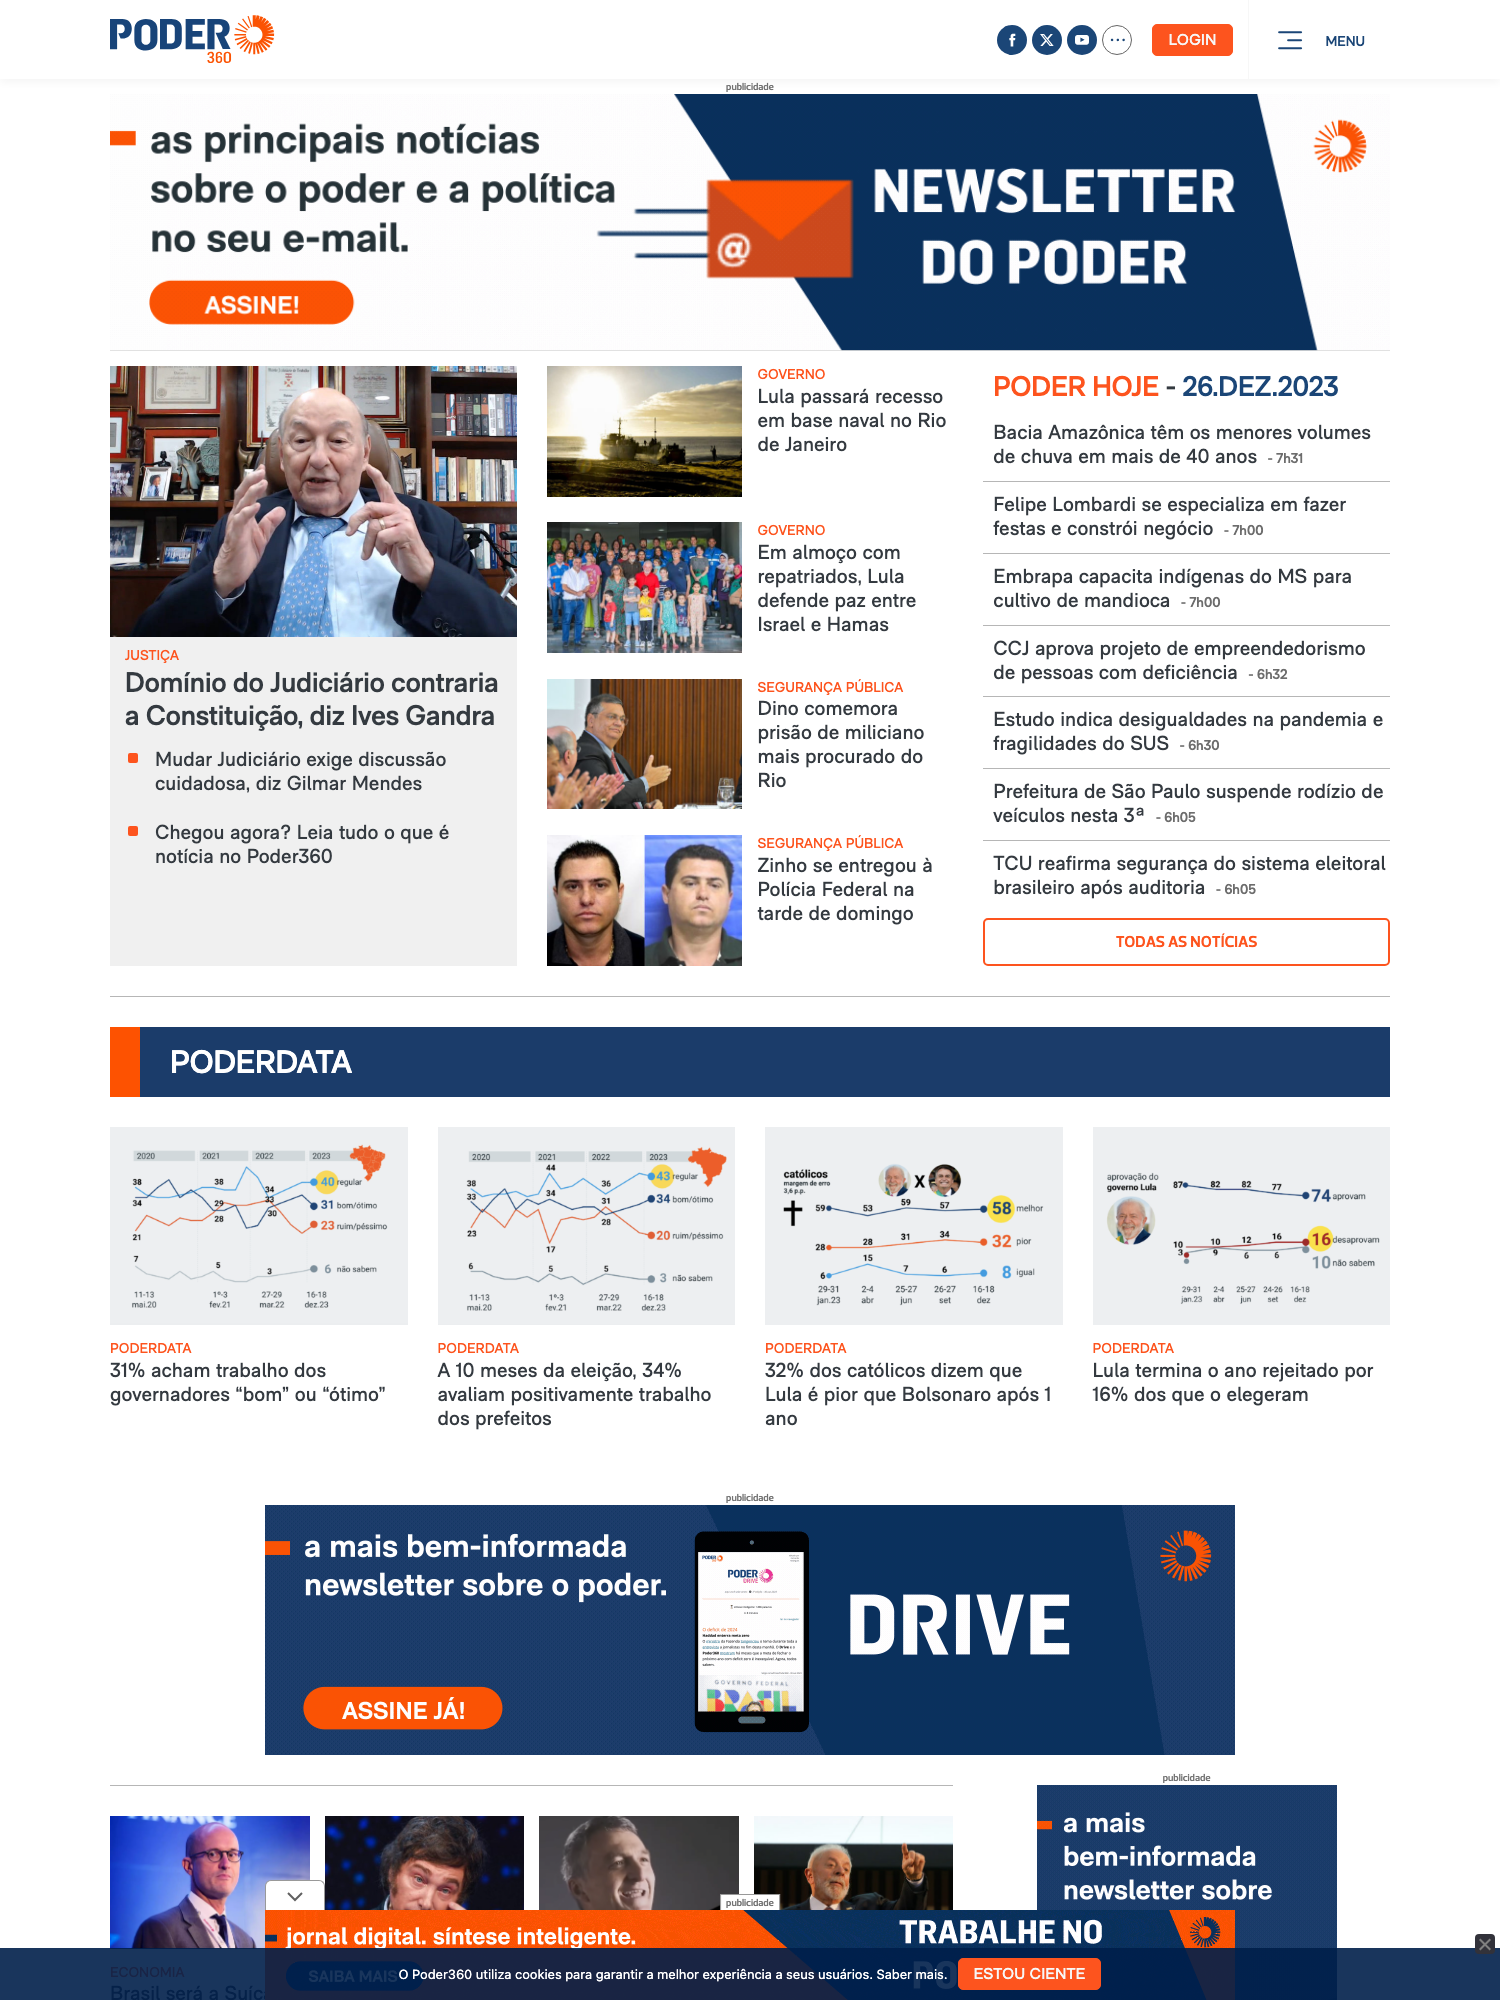 PODER
360
LOGIN
MENU
publicidade
as principais notícias
sobre o poder e a política
no seu e-mail.
ASSINE!
@
NEWSLETTER
DO PODER
JUSTIÇA
Domínio do Judiciário contraria
a Constituição, diz Ives Gandra
Mudar Judiciário exige discussão
cuidadosa, diz Gilmar Mendes
Chegou agora? Leia tudo o que é
notícia no Poder360
GOVERNO
Lula passará recesso
em base naval no Rio
de Janeiro
GOVERNO
Em almoço com
repatriados, Lula
defende paz entre
Israel e Hamas
SEGURANÇA PÚBLICA
Dino comemora
prisão de miliciano
mais procurado do
Rio
SEGURANÇA PÚBLICA
Zinho se entregou à
Polícia Federal na
tarde de domingo
PODER HOJE - 26.DEZ.2023
Bacia Amazônica têm os menores volumes
de chuva em mais de 40 anos - 7h31
Felipe Lombardi se especializa em fazer
festas e constrói negócio - 7h00
Embrapa capacita indígenas do MS para
cultivo de mandioca - 7h00
CCJ aprova projeto de empreendedorismo
de pessoas com deficiência - 6h32
Estudo indica desigualdades na pandemia e
fragilidades do SUS - 6h30
Prefeitura de São Paulo suspende rodízio de
veículos nesta 3ª - 6h05
TCU reafirma segurança do sistema eleitoral
brasileiro após auditoria - 6h05
TODAS AS NOTÍCIAS
PODERDATA
2020 2021 2022 2023
38 38 34 40 regular
34 29 33 31 bom/ótimo
21 28 30 23 ruim/péssimo
7 5 3 6 não sabem
11-13 1º-3 27-29 16-18
mai.20 fev.21 mar.22 dez.23
PODERDATA
31% acham trabalho dos
governadores “bom” ou “ótimo”
2020 2021 2022 2023
38 44 36 43 regular
33 34 31 34 bom/ótimo
23 17 28 20 ruim/péssimo
6 5 5 3 não sabem
11-13 1º-3 27-29 16-18
mai.20 fev.21 mar.22 dez.23
PODERDATA
A 10 meses da eleição, 34%
avaliam positivamente trabalho
dos prefeitos
católicos
margem de erro
3,6 p.p.
X
59 53 59 57 58 melhor
28 28 31 34 32 pior
6 15 7 6 8 igual
29-31 2-4 25-27 26-27 16-18
jan.23 abr jun set dez
PODERDATA
32% dos católicos dizem que
Lula é pior que Bolsonaro após 1
ano
aprovação do
governo Lula
87 82 82 77 74 aprovam
10 10 12 16 16 desaprovam
3 9 6 6 10 não sabem
29-31 2-4 25-27 24-26 16-18
jan.23 abr jun set dez
PODERDATA
Lula termina o ano rejeitado por
16% dos que o elegeram
publicidade
a mais bem-informada
newsletter sobre o poder.
ASSINE JÁ!
PODER
PODER
DRIVE
O déficit de 2024
GOVERNO FEDERAL
BRASIL
DRIVE
publicidade
a mais
bem-informada
newsletter sobre
ECONOMIA
Brasil será a Suíça
publicidade
jornal digital. síntese inteligente.
SAIBA MAIS
TRABALHE NO
PO
O Poder360 utiliza cookies para garantir a melhor experiência a seus usuários. Saber mais.
ESTOU CIENTE